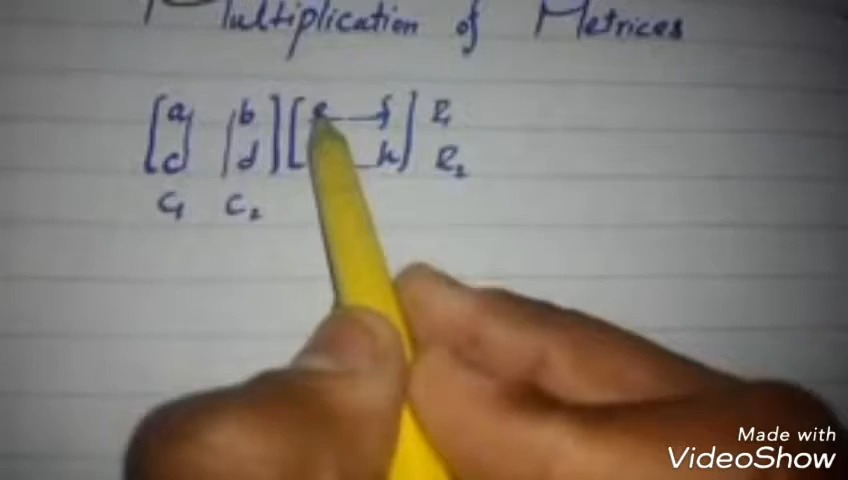 Multiplication of Metrices
[a b] [e f] R1
[c d] [ h] R2
C1 C2
Made with
VideoShow